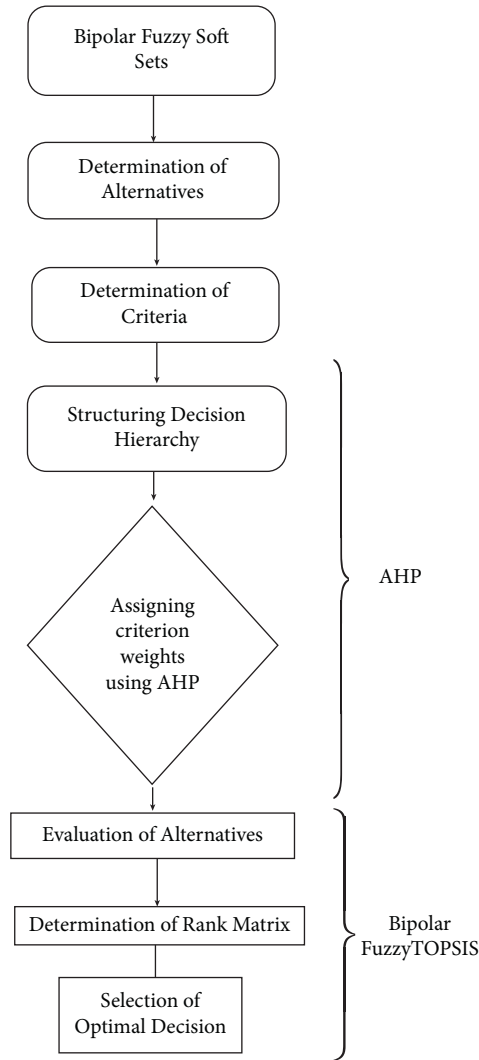 Bipolar Fuzzy Soft
Sets
Determination of
Alternatives
Determination of
Criteria
Structuring Decision
Hierarchy
Assigning
criterion
weights
using AHP
AHP
Evaluation of Alternatives
Determination of Rank Matrix
Bipolar
FuzzyTOPSIS
Selection of
Optimal Decision